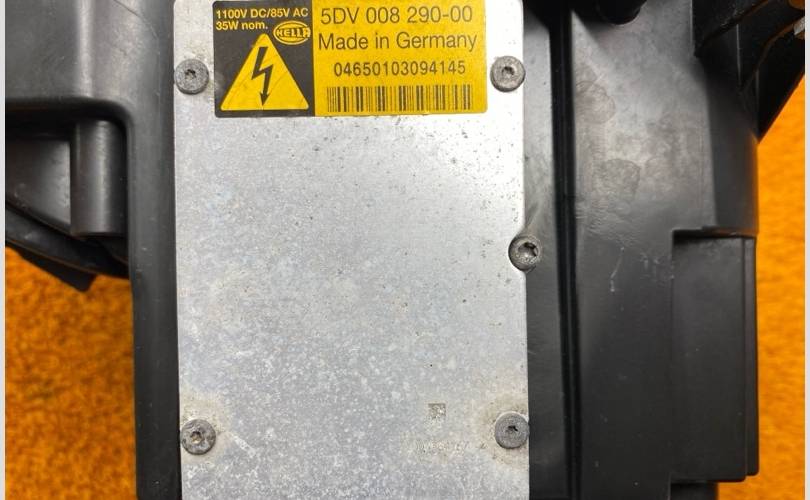 1100V DC/85V AC
35W nom.
HELLA
5DV 008 290-00
Made in Germany
04650103094145